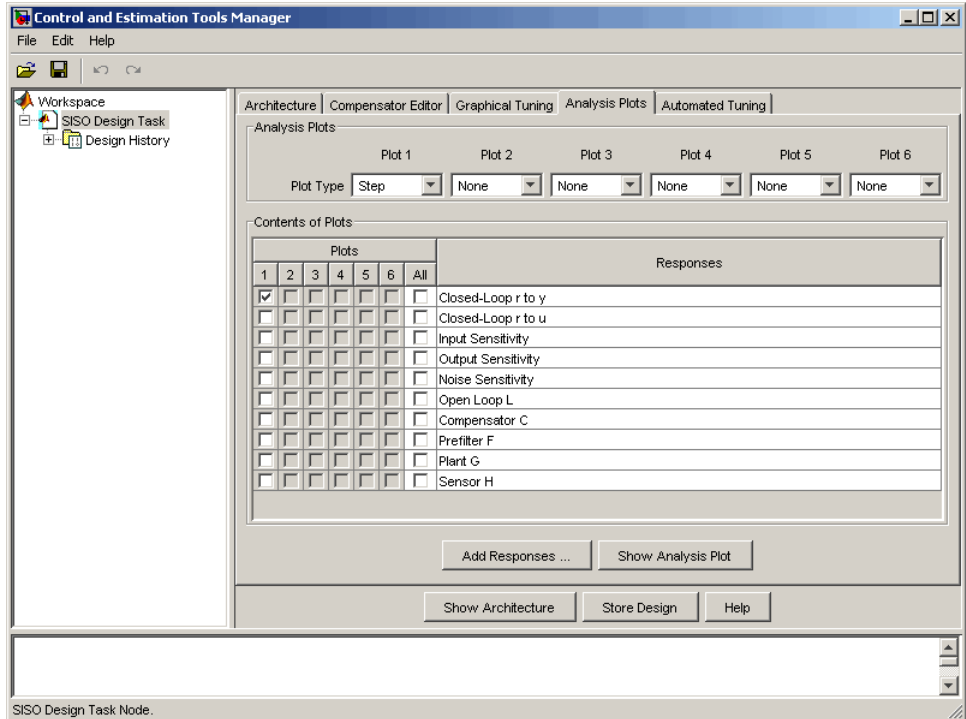 Control and Estimation Tools Manager
File Edit Help
Workspace
SISO Design Task
Design History
Architecture Compensator Editor Graphical Tuning Analysis Plots Automated Tuning
Analysis Plots
Plot 1 Plot 2 Plot 3 Plot 4 Plot 5 Plot 6
Plot Type Step None None None None None
Contents of Plots
Plots
Responses
1 2 3 4 5 6 All
Closed-Loop r to y
Closed-Loop r to u
Input Sensitivity
Output Sensitivity
Noise Sensitivity
Open Loop L
Compensator C
Prefilter F
Plant G
Sensor H
Add Responses ... Show Analysis Plot
Show Architecture Store Design Help
SISO Design Task Node.